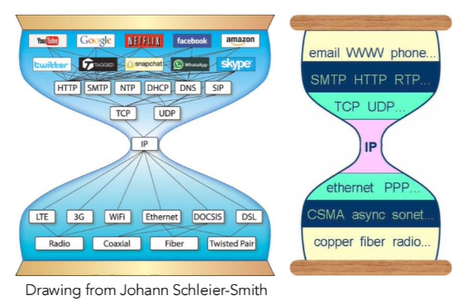 YouTube Google NETFLIX facebook amazon
twitter TAGGED snapchat WhatsApp skype
HTTP SMTP NTP DHCP DNS SIP
TCP UDP
IP
LTE 3G WiFi Ethernet DOCSIS DSL
Radio Coaxial Fiber Twisted Pair
Drawing from Johann Schleier-Smith
email WWW phone...
SMTP HTTP RTP...
TCP UDP...
IP
ethernet PPP...
CSMA async sonet...
copper fiber radio...